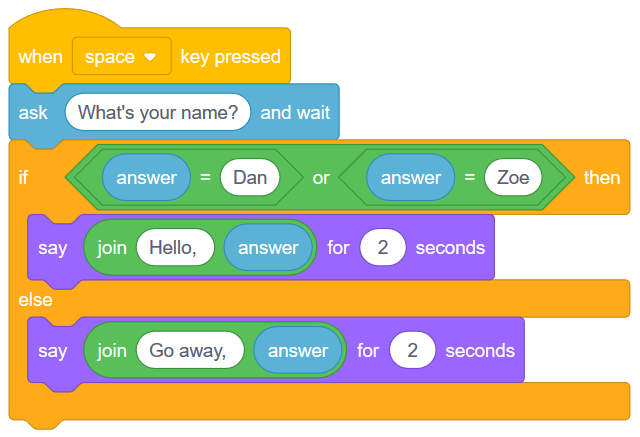 when space key pressed
ask What's your name? and wait
if answer = Dan or answer = Zoe then
say join Hello, answer for 2 seconds
else
say join Go away, answer for 2 seconds